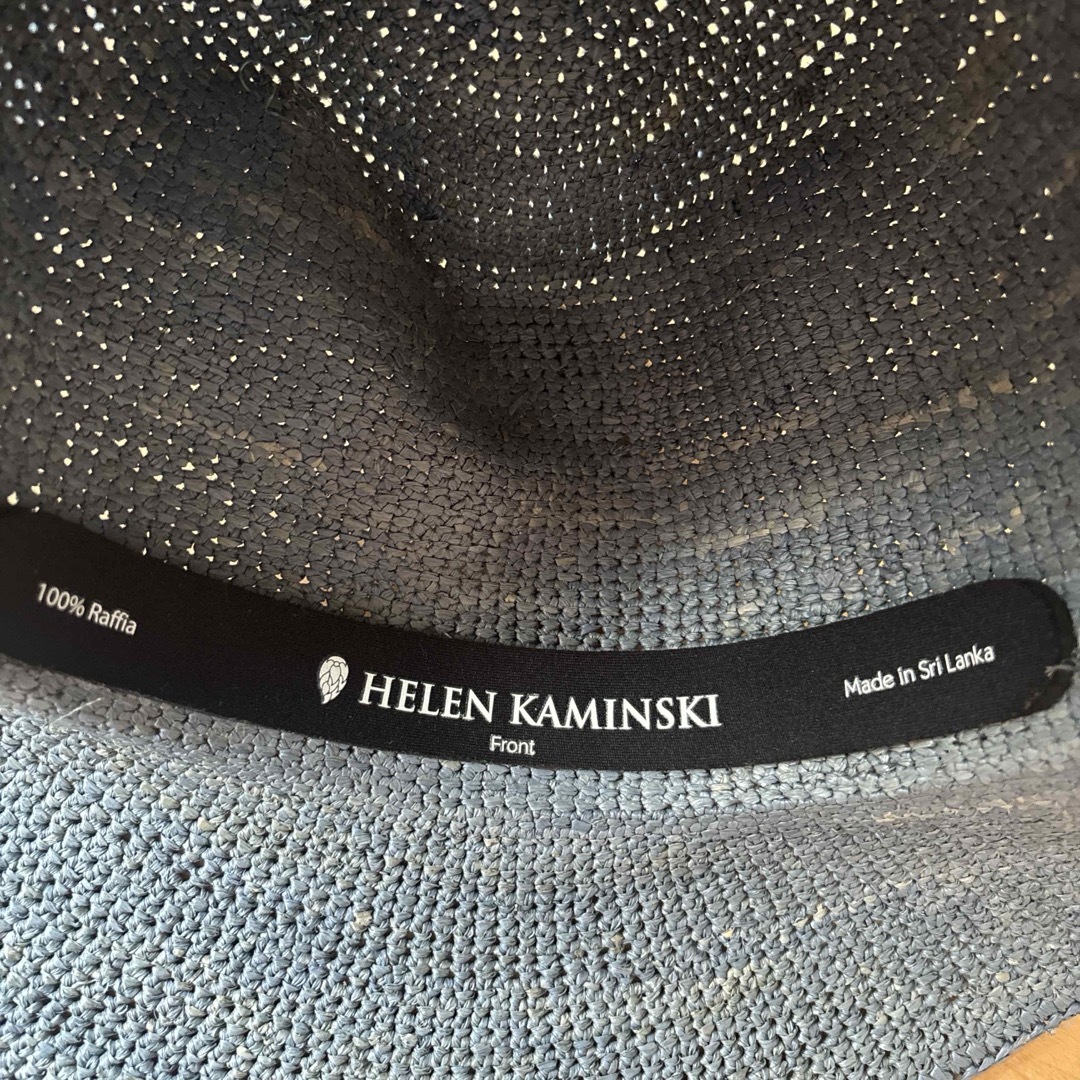 100% Raffia
HELEN KAMINSKI
Front
Made in Sri Lanka